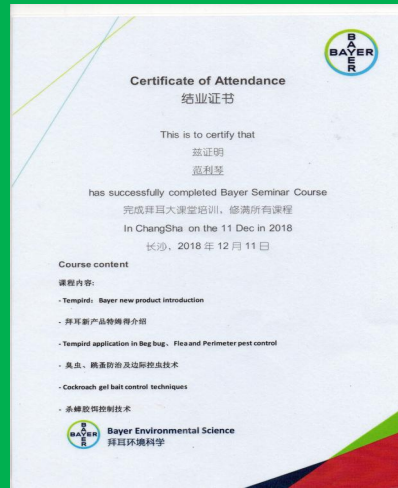 BAYER
BAYER
Certificate of Attendance
结业证书
This is to certify that
兹证明
范利琴
has successfully completed Bayer Seminar Course
完成拜耳大课堂培训、修满所有课程
In ChangSha on the 11 Dec in 2018
长沙、2018 年 12 月 11 日
Course content
课程内容:
- Tempird: Bayer new product introduction
- 拜耳新产品特姆得介绍
- Tempird application in Beg bug、Flea and Perimeter pest control
- 臭虫、跳蚤防治及边际控虫技术
- Cockroach gel bait control techniques
- 杀蟑胶饵控制技术
BAYER
BAYER
Bayer Environmental Science
拜耳环境科学